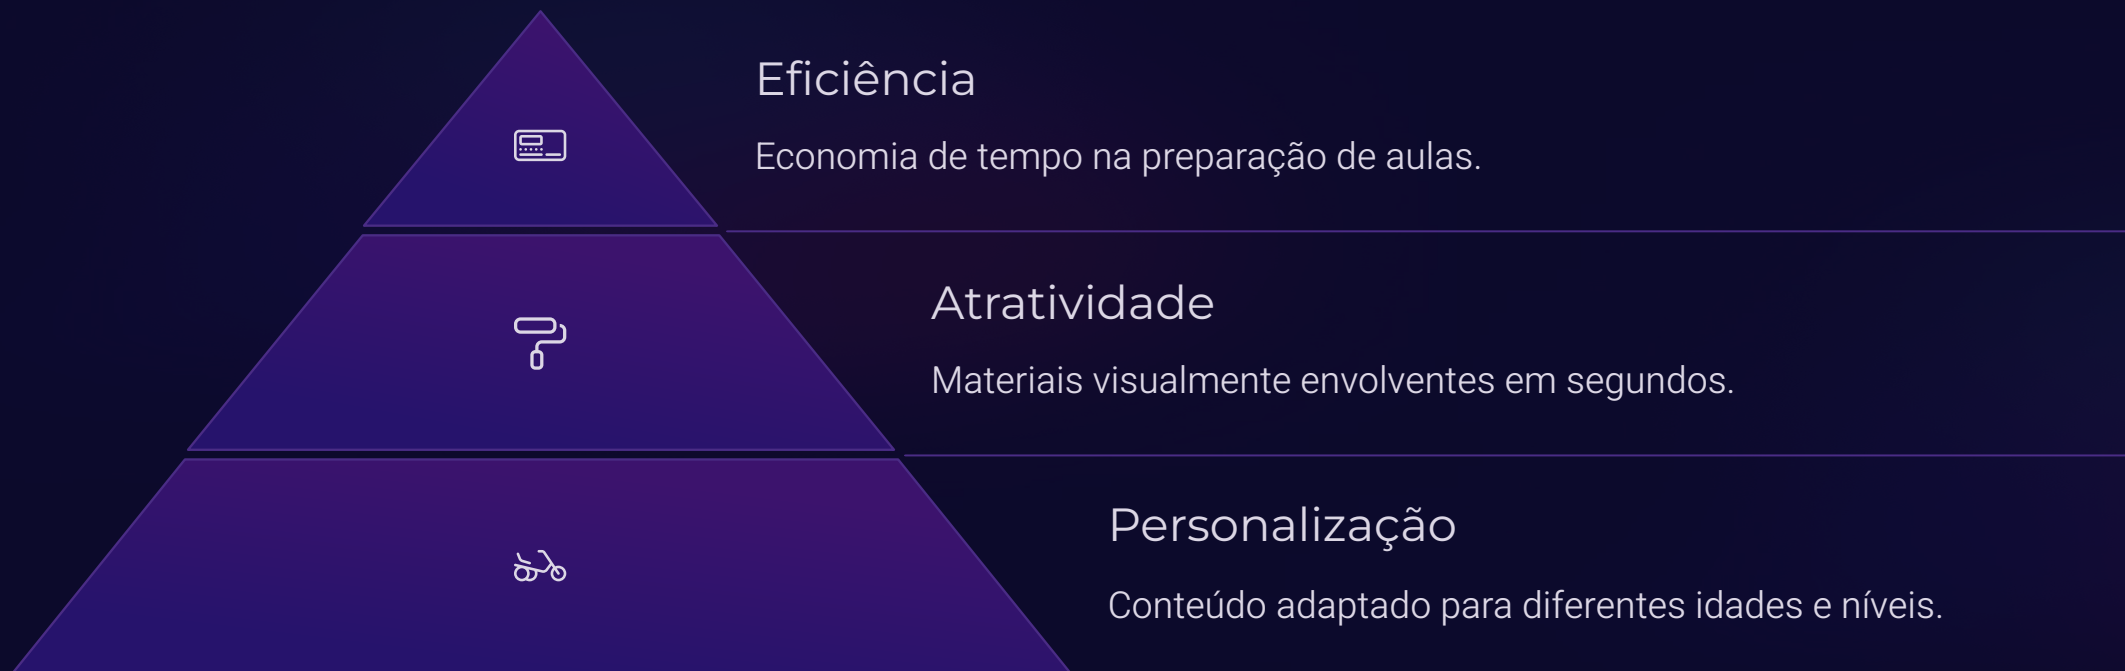 Eficiência
Economia de tempo na preparação de aulas.
Atratividade
Materiais visualmente envolventes em segundos.
Personalização
Conteúdo adaptado para diferentes idades e níveis.